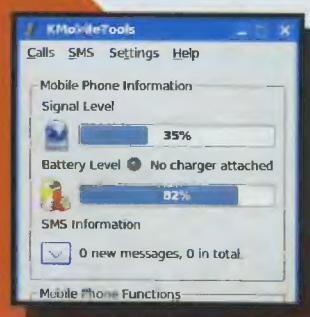 KMobileTools
Calls SMS Settings Help
Mobile Phone Information
Signal Level
35%
Battery Level No charger attached
82%
SMS Information
0 new messages, 0 in total
Mobile Phone Functions